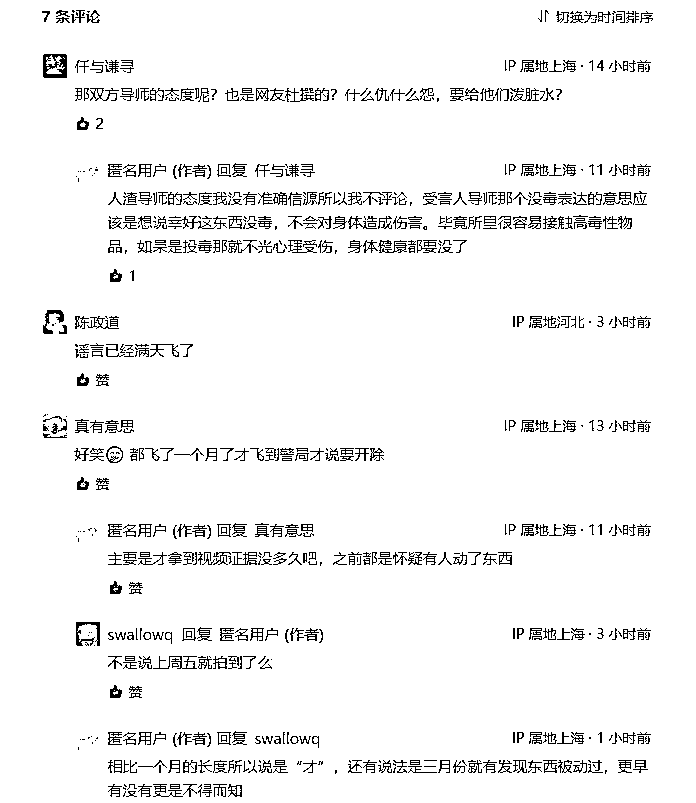 7 条评论
切换为时间排序
仟与谦寻
IP 属地上海 · 14 小时前
那双方导师的态度呢？也是网友杜撰的？什么仇什么怨，要给他们泼脏水？
2
匿名用户 (作者) 回复 仟与谦寻
IP 属地上海 · 11 小时前
人渣导师的态度我没有准确信源所以我不评论，受害人导师那个没毒表达的意思应
该是想说幸好这东西没毒，不会对身体造成伤害。毕竟所里很容易接触高毒性物
品，如果是投毒那就不光心理受伤，身体健康都要没了
1
陈政道
IP 属地河北 · 3 小时前
谣言已经满天飞了
赞
真有意思
IP 属地上海 · 13 小时前
好笑 都飞了一个月了才飞到警局才说要开除
赞
匿名用户 (作者) 回复 真有意思
IP 属地上海 · 11 小时前
主要是才拿到视频证据没多久吧，之前都是怀疑有人动了东西
赞
swallowq 回复 匿名用户 (作者)
IP 属地上海 · 3 小时前
不是说上周五就拍到了么
赞
匿名用户 (作者) 回复 swallowq
IP 属地上海 · 1 小时前
相比一个月的长度所以说是“才”，还有说法是三月份就有发现东西被动过，更早
有没有更是不得而知